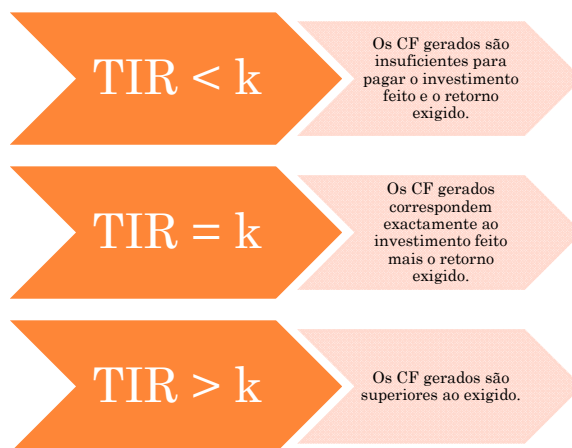 TIR < k
Os CF gerados são
insuficientes para
pagar o investimento
feito e o retorno
exigido.
TIR = k
Os CF gerados
correspondem
exactamente ao
investimento feito
mais o retorno
exigido.
TIR > k
Os CF gerados são
superiores ao exigido.